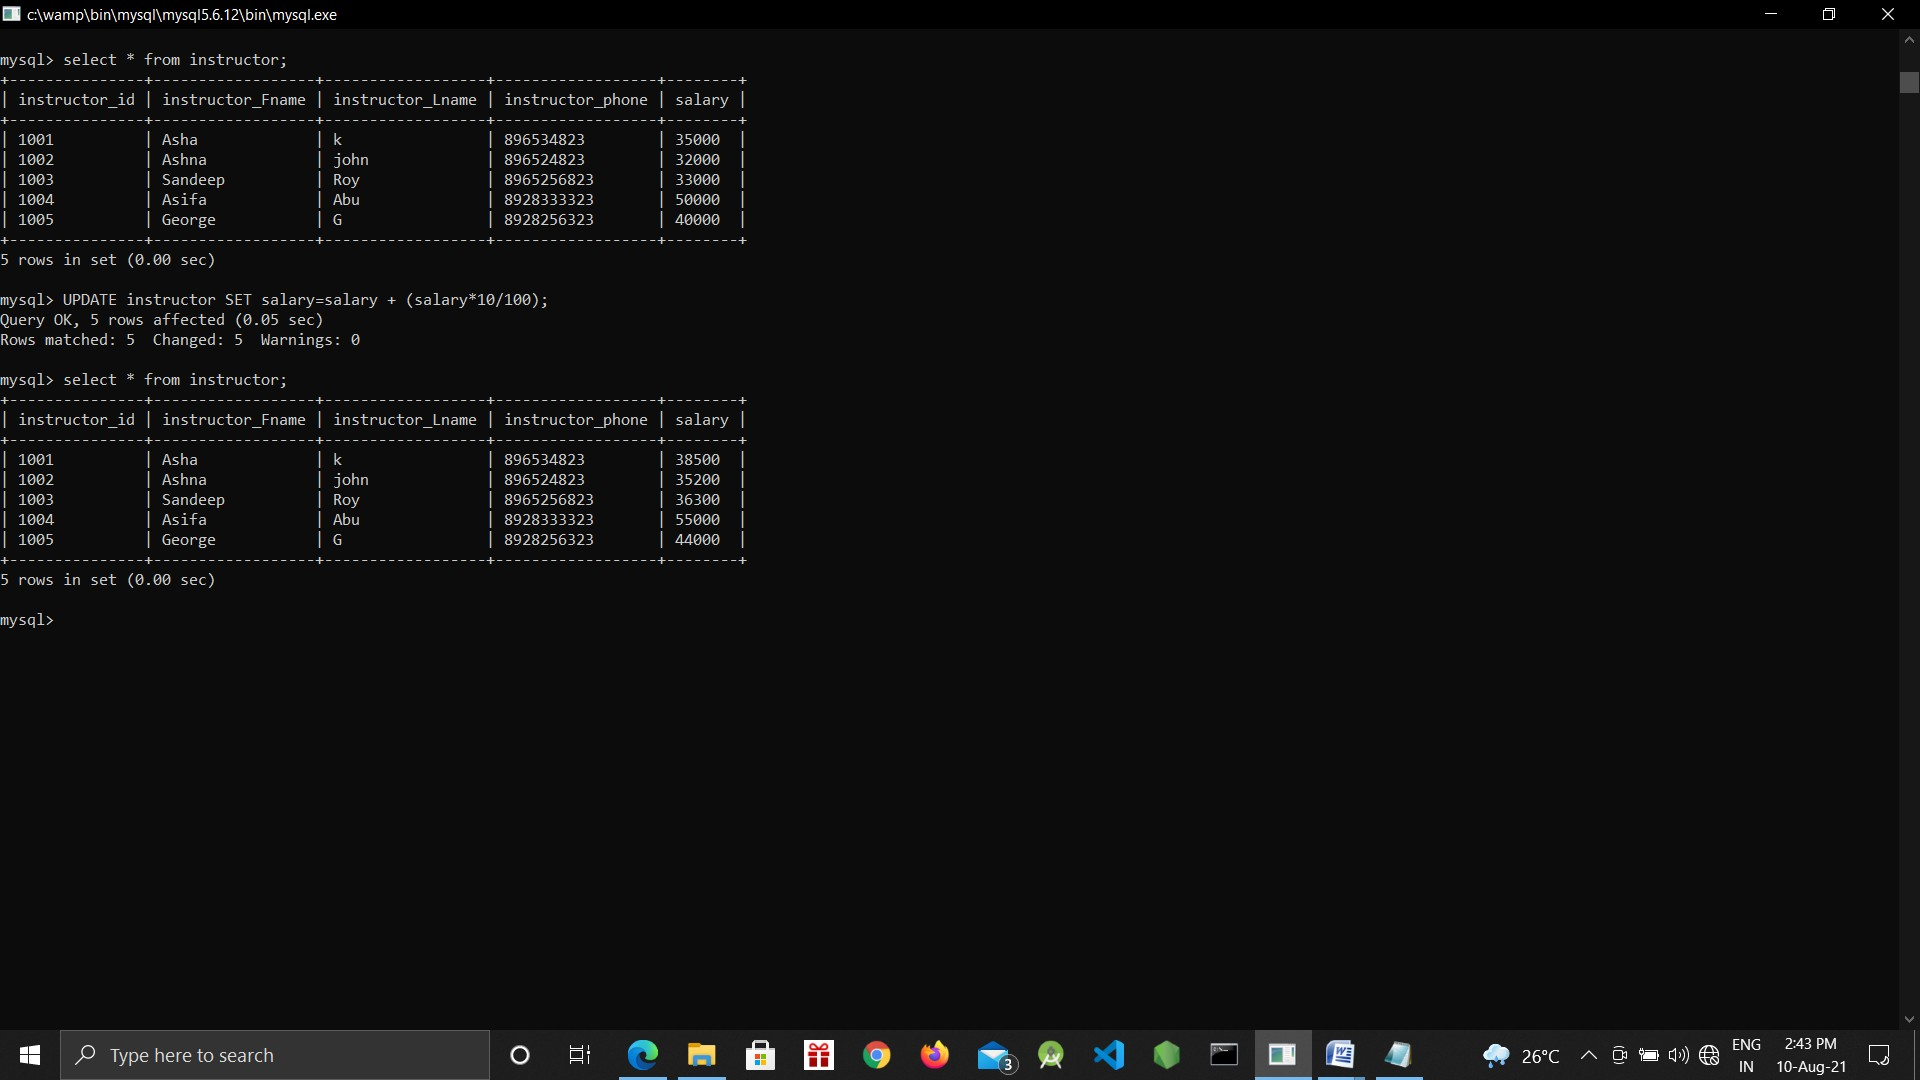 c:\wamp\bin\mysql\mysql5.6.12\bin\mysql.exe
mysql> select * from instructor;
+---------------+------------------+------------------+------------------+--------+
| instructor_id | instructor_Fname | instructor_Lname | instructor_phone | salary |
+---------------+------------------+------------------+------------------+--------+
| 1001          | Asha             | k                | 896534823        | 35000  |
| 1002          | Ashna            | john             | 896524823        | 32000  |
| 1003          | Sandeep          | Roy              | 8965256823       | 33000  |
| 1004          | Asifa            | Abu              | 8928333323       | 50000  |
| 1005          | George           | G                | 8928256323       | 40000  |
+---------------+------------------+------------------+------------------+--------+
5 rows in set (0.00 sec)
mysql> UPDATE instructor SET salary=salary + (salary*10/100);
Query OK, 5 rows affected (0.05 sec)
Rows matched: 5  Changed: 5  Warnings: 0
mysql> select * from instructor;
+---------------+------------------+------------------+------------------+--------+
| instructor_id | instructor_Fname | instructor_Lname | instructor_phone | salary |
+---------------+------------------+------------------+------------------+--------+
| 1001          | Asha             | k                | 896534823        | 38500  |
| 1002          | Ashna            | john             | 896524823        | 35200  |
| 1003          | Sandeep          | Roy              | 8965256823       | 36300  |
| 1004          | Asifa            | Abu              | 8928333323       | 55000  |
| 1005          | George           | G                | 8928256323       | 44000  |
+---------------+------------------+------------------+------------------+--------+
5 rows in set (0.00 sec)
mysql>
Type here to search
3
26°C
ENG
IN
2:43 PM
10-Aug-21